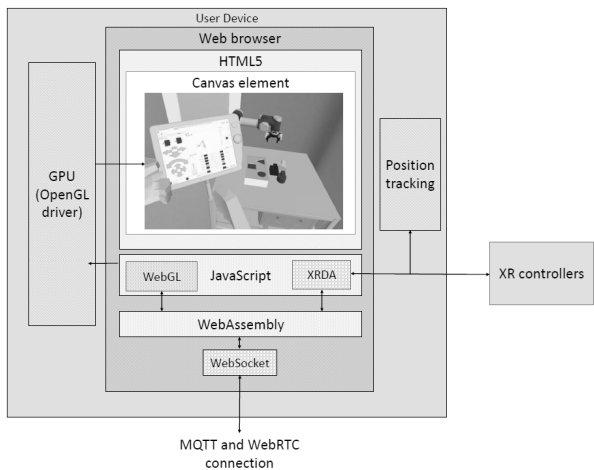 User Device
Web browser
HTML5
Canvas element
GPU
(OpenGL
driver)
Position
tracking
WebGL
JavaScript
XRDA
XR controllers
WebAssembly
WebSocket
MQTT and WebRTC
connection